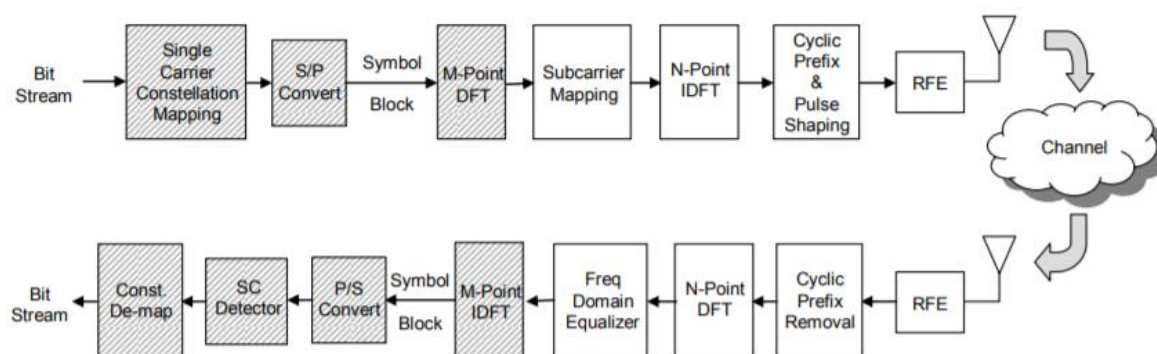 Bit
Stream
Single
Carrier
Constellation
Mapping
S/P
Convert
Symbol
Block
M-Point
DFT
Subcarrier
Mapping
N-Point
IDFT
Cyclic
Prefix
&
Pulse
Shaping
RFE
Channel
Bit
Stream
Const.
De-map
SC
Detector
P/S
Convert
Symbol
Block
M-Point
IDFT
Freq
Domain
Equalizer
N-Point
DFT
Cyclic
Prefix
Removal
RFE